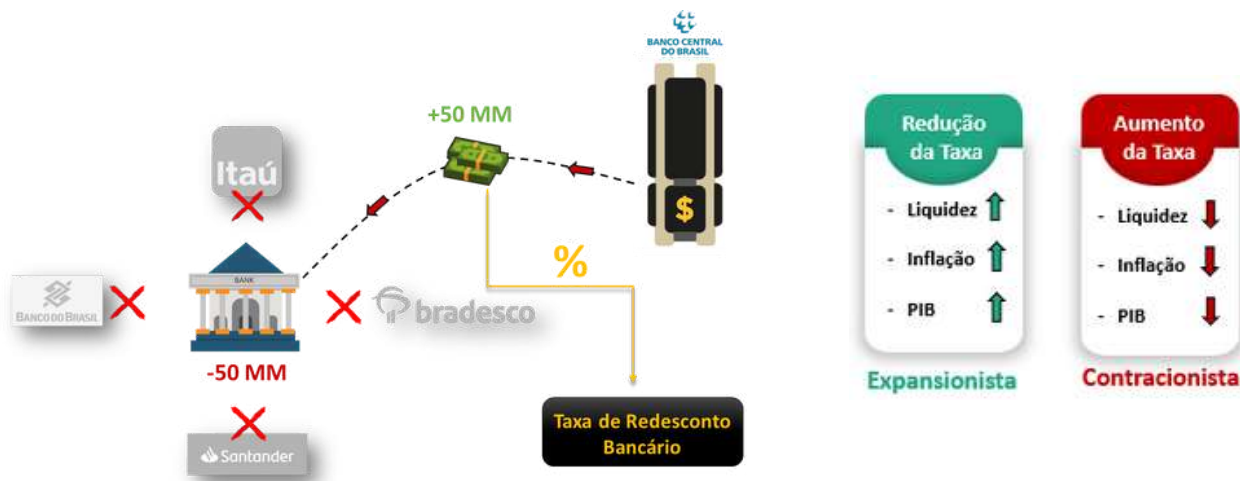 BANCO CENTRAL
DO BRASIL
+50 MM
Itaú
BANK
BANCO DO BRASIL
bradesco
-50 MM
Santander
$
%
Taxa de Redesconto
Bancário
Redução
da Taxa
- Liquidez
- Inflação
- PIB
Expansionista
Aumento
da Taxa
- Liquidez
- Inflação
- PIB
Contracionista